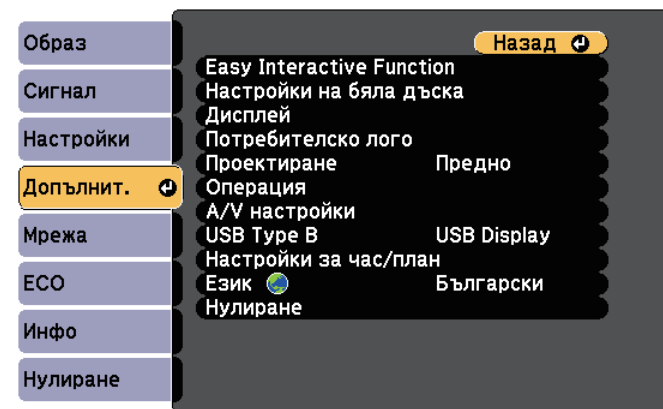 Образ
Сигнал
Настройки
Допълнит.
Мрежа
ECO
Инфо
Нулиране
Назад
Easy Interactive Function
Настройки на бяла дъска
Дисплей
Потребителско лого
Проектиране Предно
Операция
A/V настройки
USB Type B USB Display
Настройки за час/план
Език Български
Нулиране